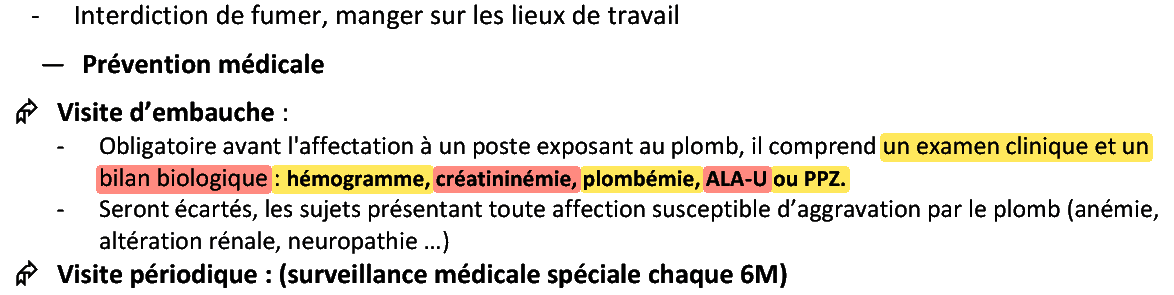 - Interdiction de fumer, manger sur les lieux de travail
— Prévention médicale
Visite d’embauche :
- Obligatoire avant l'affectation à un poste exposant au plomb, il comprend un examen clinique et un
bilan biologique : hémogramme, créatininémie, plombémie, ALA-U ou PPZ.
- Seront écartés, les sujets présentant toute affection susceptible d’aggravation par le plomb (anémie,
altération rénale, neuropathie …)
Visite périodique : (surveillance médicale spéciale chaque 6M)